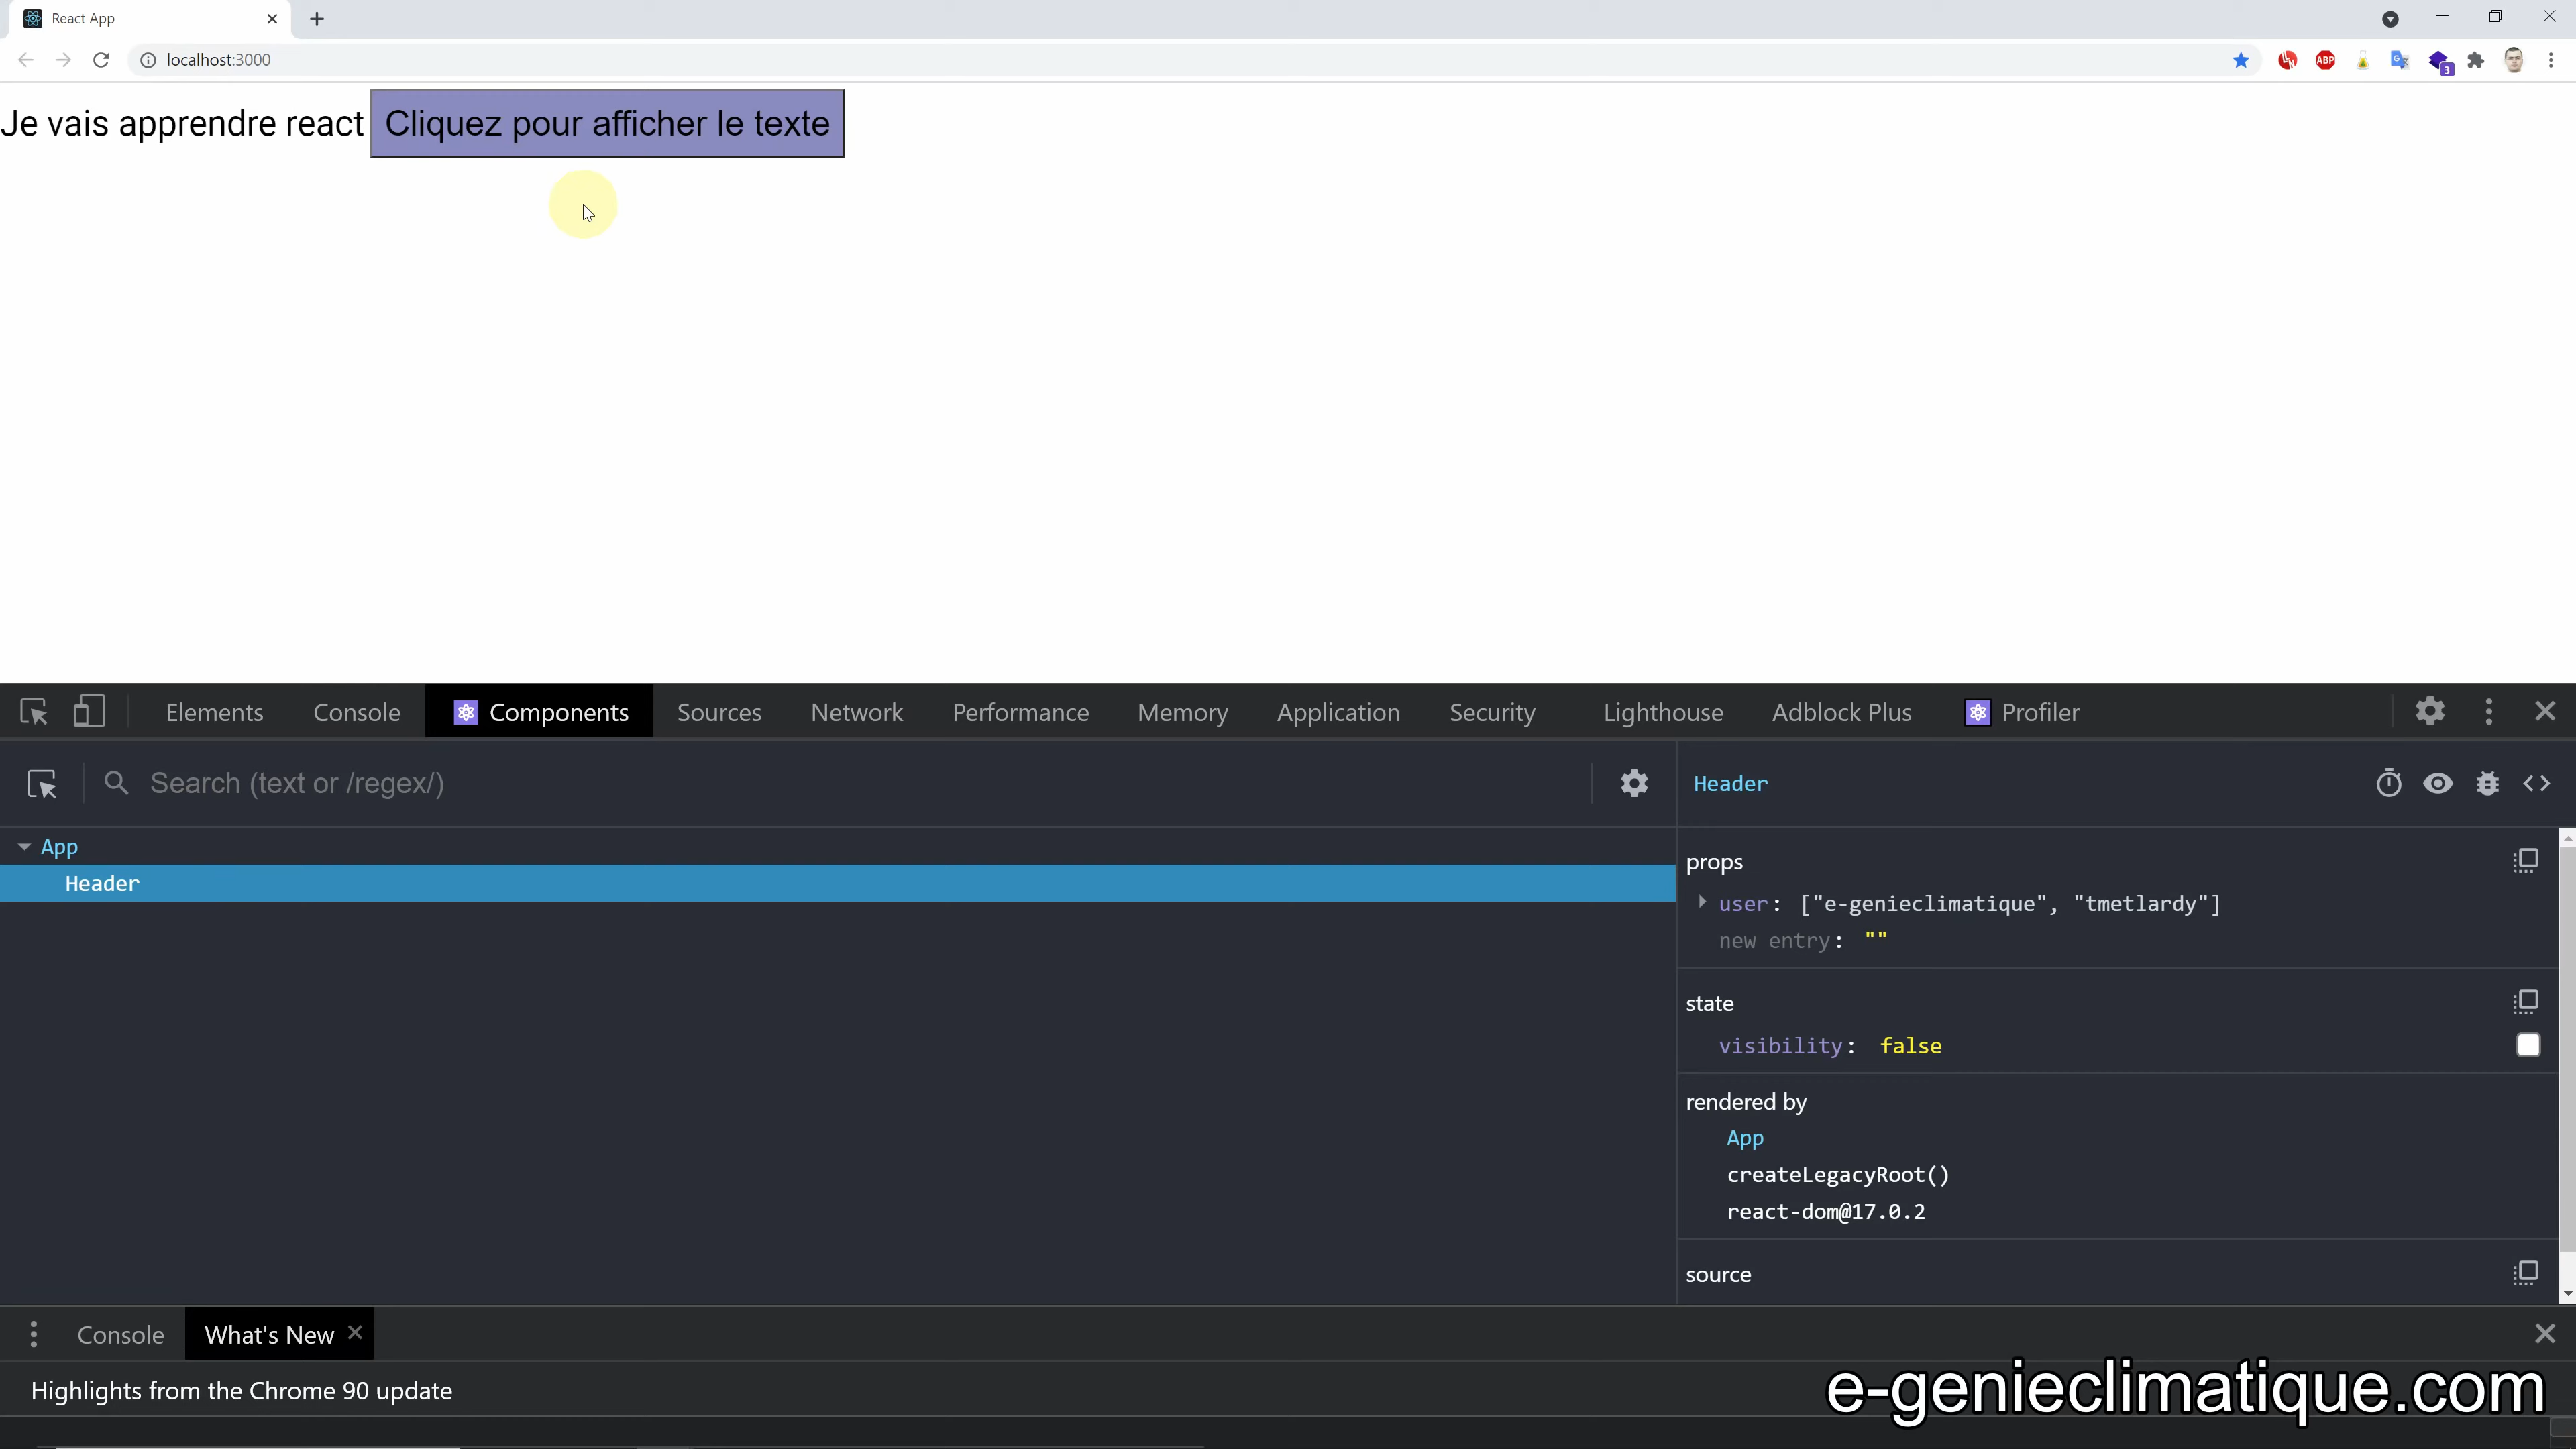 React App
localhost:3000
ABP
3
Je vais apprendre react Cliquez pour afficher le texte
Elements Console Components Sources Network Performance Memory Application Security Lighthouse Adblock Plus Profiler
Search (text or /regex/)
Header
App
Header
props
user: ["e-genieclimatique", "tmetlardy"]
new entry: ""
state
visibility: false
rendered by
App
createLegacyRoot()
react-dom@17.0.2
source
Console What's New
Highlights from the Chrome 90 update
e-genieclimatique.com